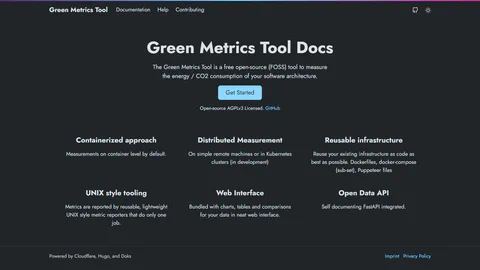 Green Metrics Tool Documentation Help Contributing
Green Metrics Tool Docs
The Green Metrics Tool is a free open-source (FOSS) tool to measure
the energy / CO2 consumption of your software architecture.
Get Started
Open-source AGPLv3 Licensed. GitHub
Containerized approach
Measurements on container level by default.
Distributed Measurement
On simple remote machines or in Kubernetes
clusters (in development)
Reusable infrastructure
Reuse your existing infrastructure as code as
best as possible. Dockerfiles, docker-compose
(sub-set), Puppeteer files
UNIX style tooling
Metrics are reported by reusable, lightweight
UNIX style metric reporters that do only one
job.
Web Interface
Bundled with charts, tables and comparisons
for your data in neat web interface.
Open Data API
Self documenting FastAPI integrated.
Powered by Cloudflare, Hugo, and Doks
Imprint Privacy Policy